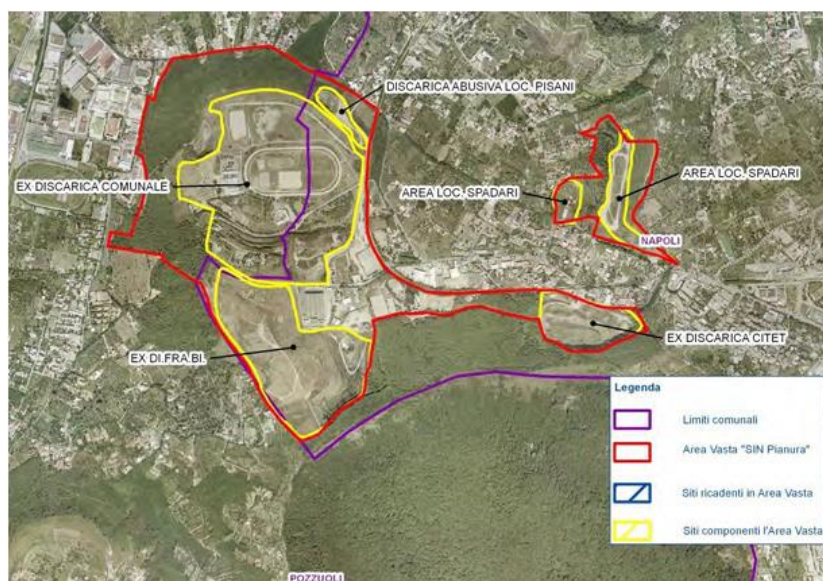 DISCARICA ABUSIVA LOC. PISANI
EX DISCARICA COMUNALE
AREA LOC. SPADARI
AREA LOC. SPADARI
NAPOLI
EX DISCARICA CITET
EX DI.FRA.BI.
Legenda
Limiti comunali
Area Vasta "SIN Pianura"
Siti ricadenti in Area Vasta
Siti componenti l'Area Vasta
POZZUOLI